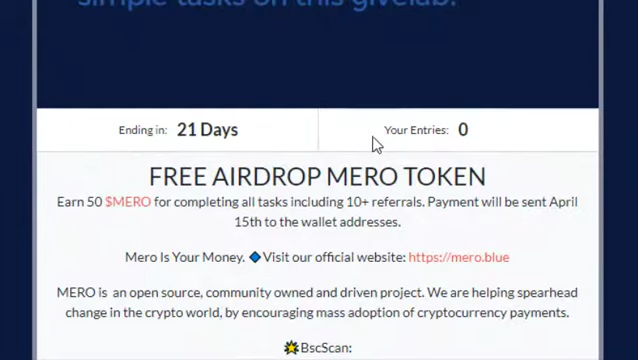 simple tasks on this givelab.
Ending in: 21 Days
Your Entries: 0
FREE AIRDROP MERO TOKEN
Earn 50 $MERO for completing all tasks including 10+ referrals. Payment will be sent April
15th to the wallet addresses.
Mero Is Your Money. 🔷Visit our official website: https://mero.blue
MERO is an open source, community owned and driven project. We are helping spearhead
change in the crypto world, by encouraging mass adoption of cryptocurrency payments.
BscScan: